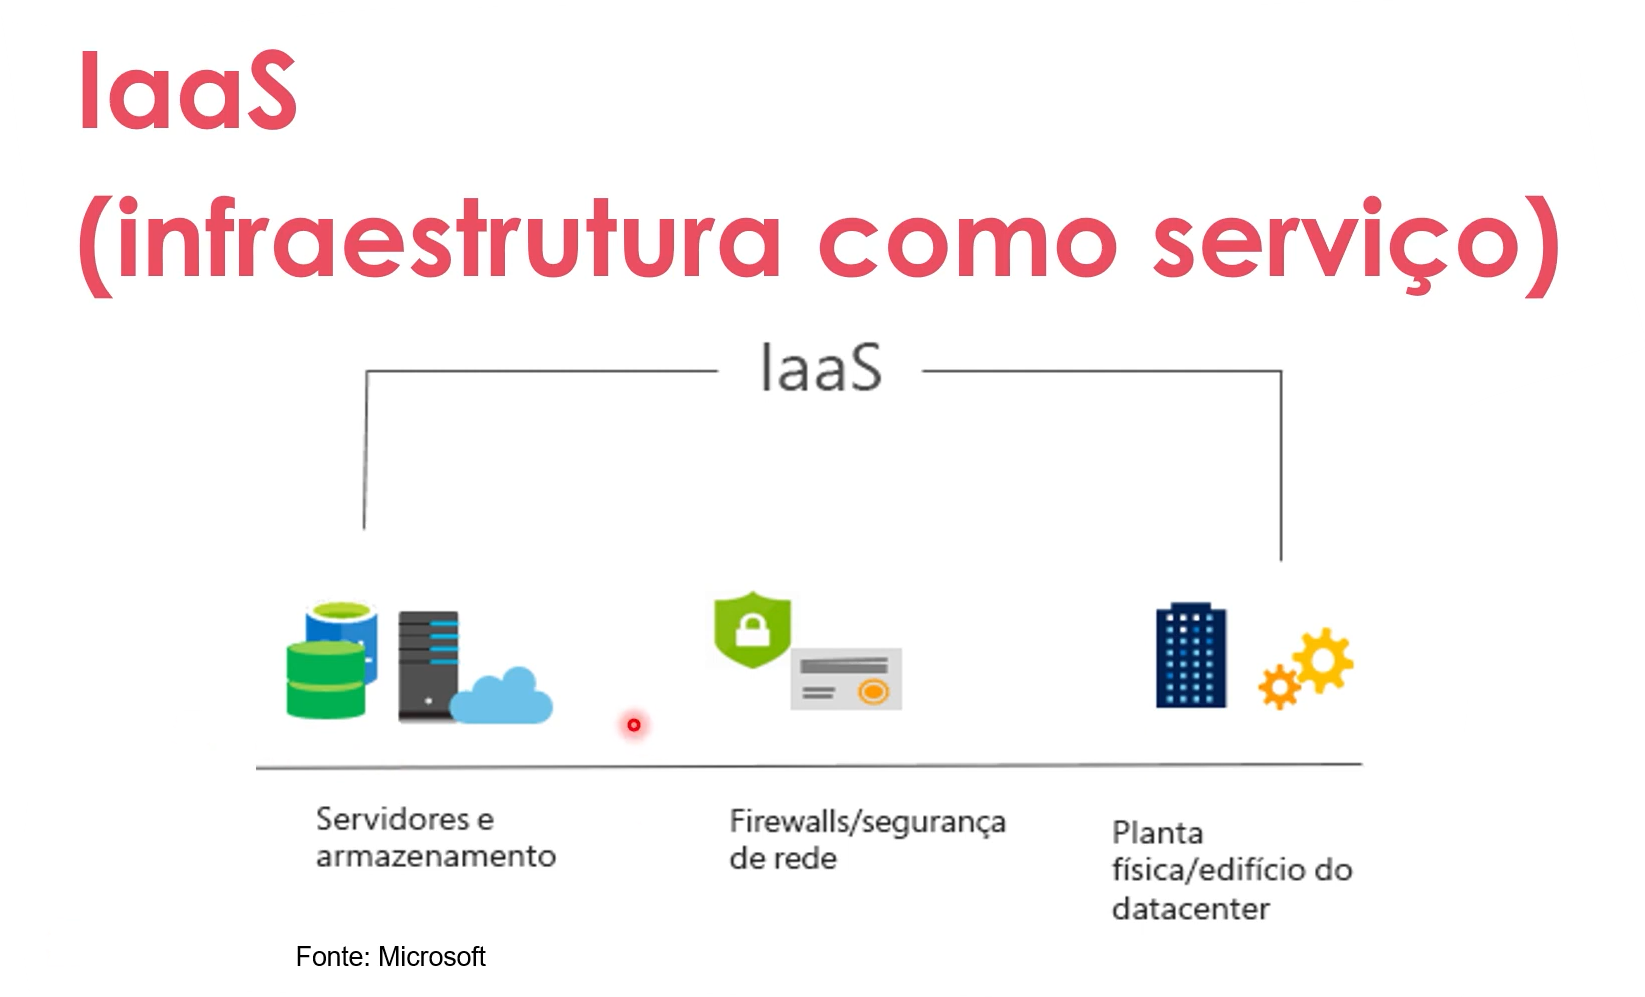 IaaS
(infraestrutura como serviço)
IaaS
Servidores e
armazenamento
Firewalls/segurança
de rede
Planta
física/edifício do
datacenter
Fonte: Microsoft